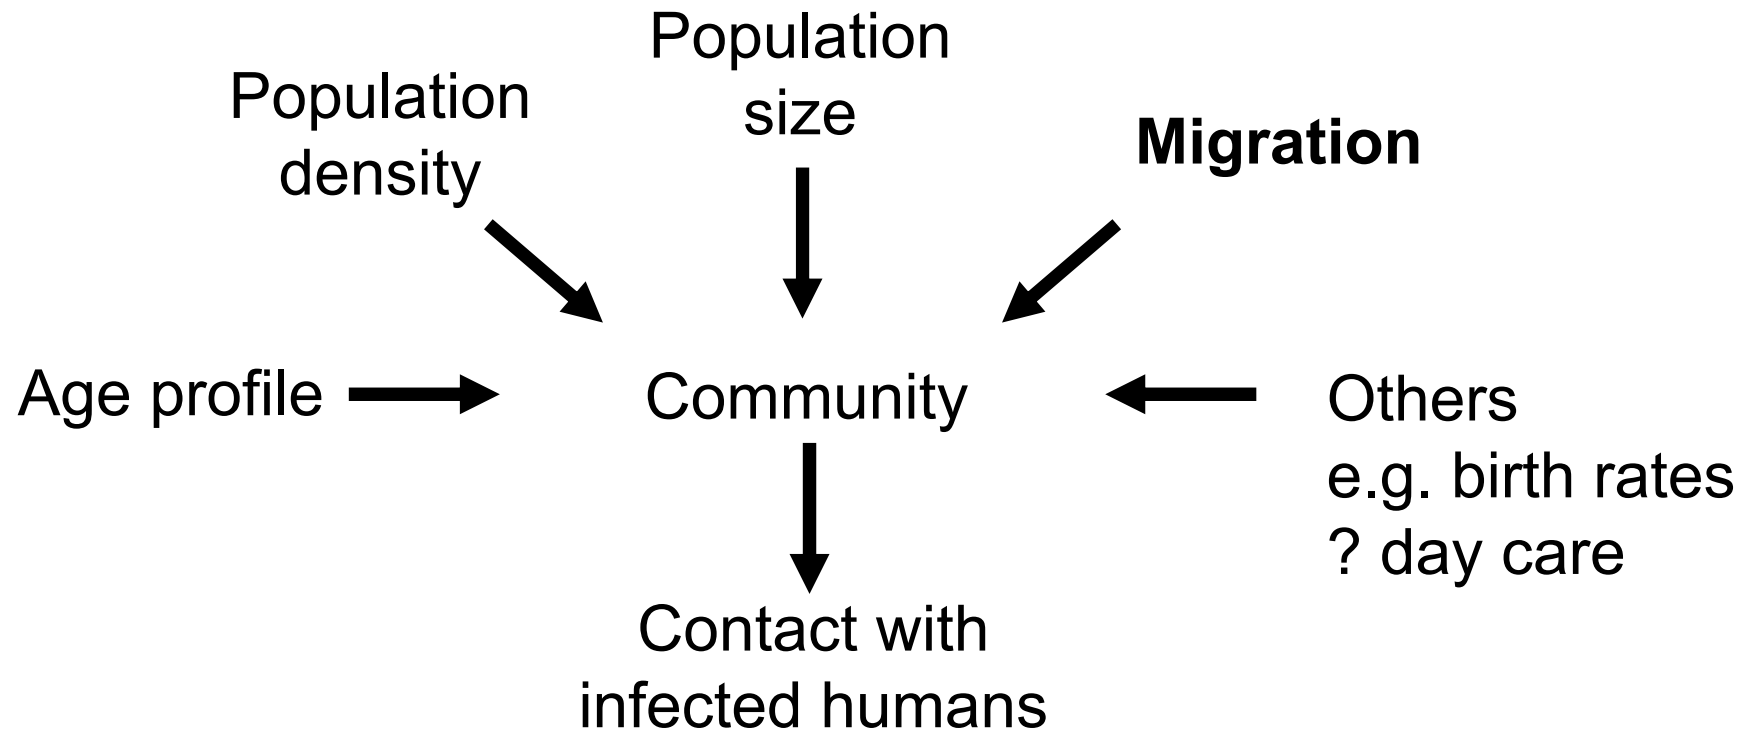 Population
size
Population
density
Migration
Age profile
Community
Others
e.g. birth rates
? day care
Contact with
infected humans